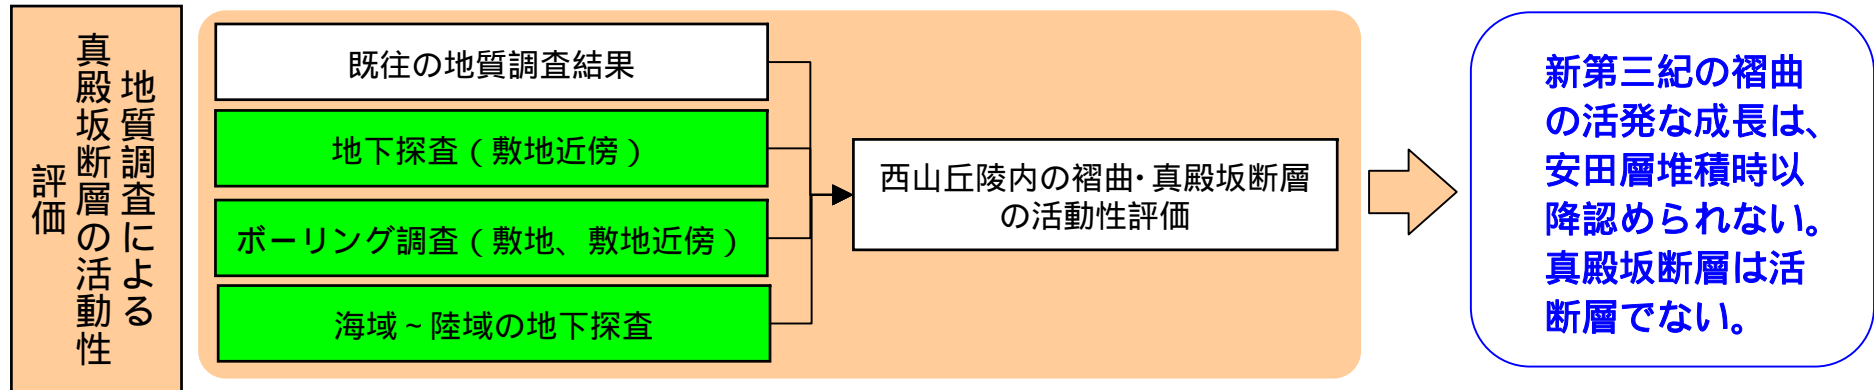 地質調査による
真殿坂断層の活動性
評価
既往の地質調査結果
地下探査（敷地近傍）
ボーリング調査（敷地、敷地近傍）
海域~陸域の地下探査
西山丘陵内の褶曲・真殿坂断層
の活動性評価
新第三紀の褶曲
の活発な成長は、
安田層堆積時以
降認められない。
真殿坂断層は活
断層でない。